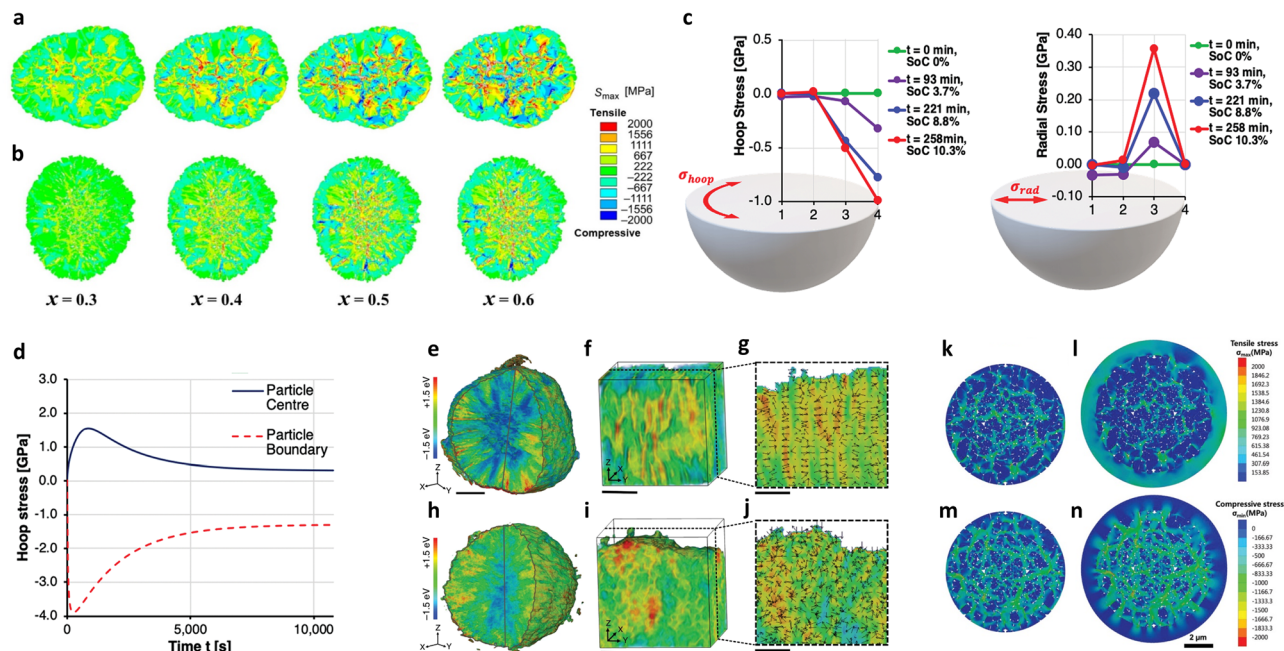 a
b
x = 0.3
x = 0.4
x = 0.5
x = 0.6
Smax [MPa]
Tensile
2000
1556
1111
667
222
−222
−667
−1111
−1556
−2000
Compressive
c
Hoop Stress [GPa]
0.5
0.0
-0.5
-1.0
1 2 3 4
σhoop
t = 0 min,
SoC 0%
t = 93 min,
SoC 3.7%
t = 221 min,
SoC 8.8%
t = 258min,
SoC 10.3%
Radial Stress [GPa]
0.40
0.30
0.20
0.10
0.00
-0.10
1 2 3 4
σrad
t = 0 min,
SoC 0%
t = 93 min,
SoC 3.7%
t = 221 min,
SoC 8.8%
t = 258 min,
SoC 10.3%
d
Hoop stress [GPa]
3.0
2.0
1.0
0.0
-1.0
-2.0
-3.0
-4.0
0 5,000 10,000
Time t [s]
Particle
Centre
Particle
Boundary
e
+1.5 eV
−1.5 eV
Z
X Y
f
Z
X
Y
g
h
+1.5 eV
−1.5 eV
Z
X Y
i
Z
X
Y
j
k
l
Tensile stress
σmax(MPa)
2000
1846.2
1692.3
1538.5
1384.6
1230.8
1076.9
923.08
769.23
615.38
461.54
307.69
153.85
m
n
Compressive stress
σmin(MPa)
0
-166.67
-333.33
-500
-666.67
-833.33
-1000
-1166.7
-1333.3
-1500
-1666.7
-1833.3
-2000
2 µm